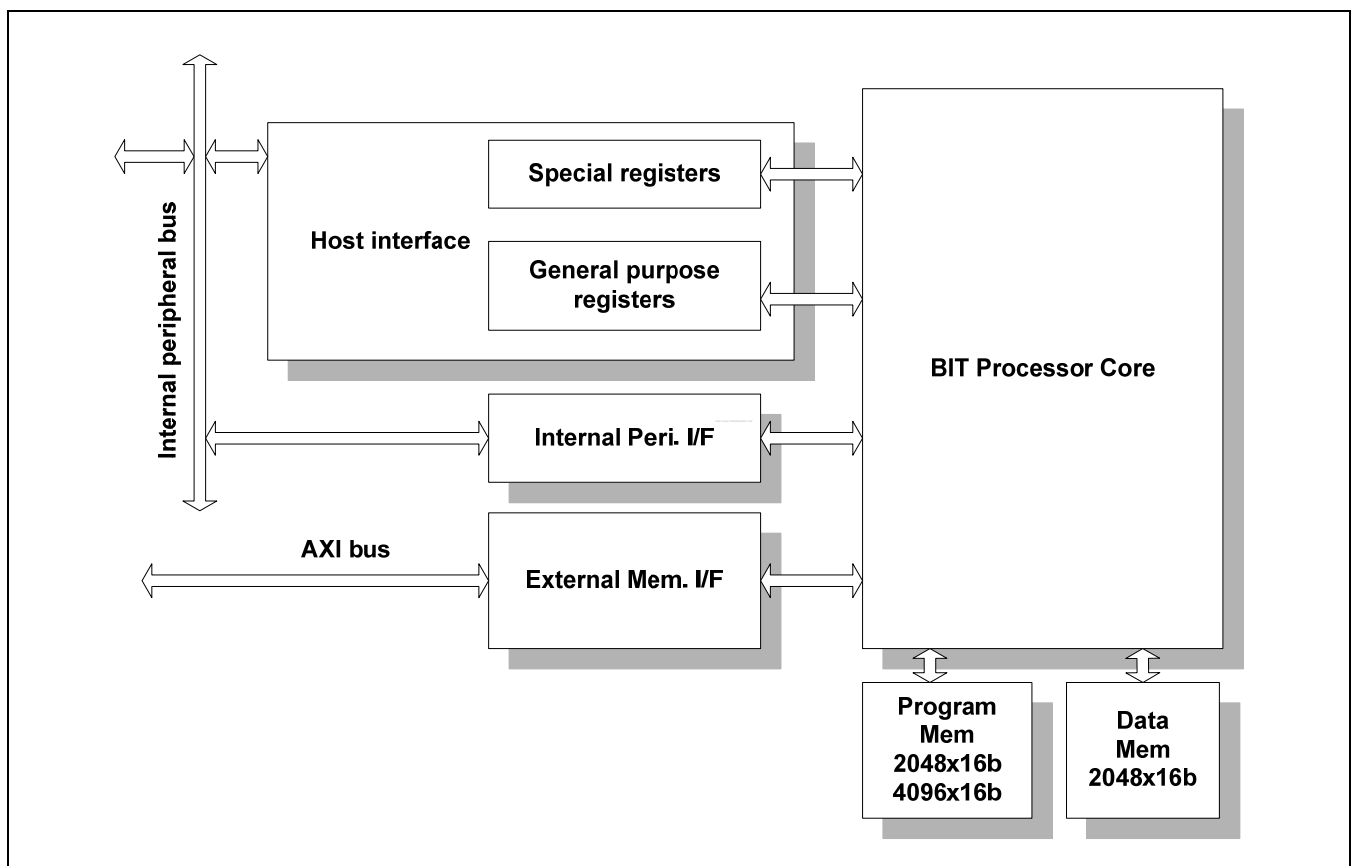 Internal peripheral bus
Host interface
Special registers
General purpose
registers
BIT Processor Core
Internal Peri. I/F
AXI bus
External Mem. I/F
Program
Mem
2048x16b
4096x16b
Data
Mem
2048x16b